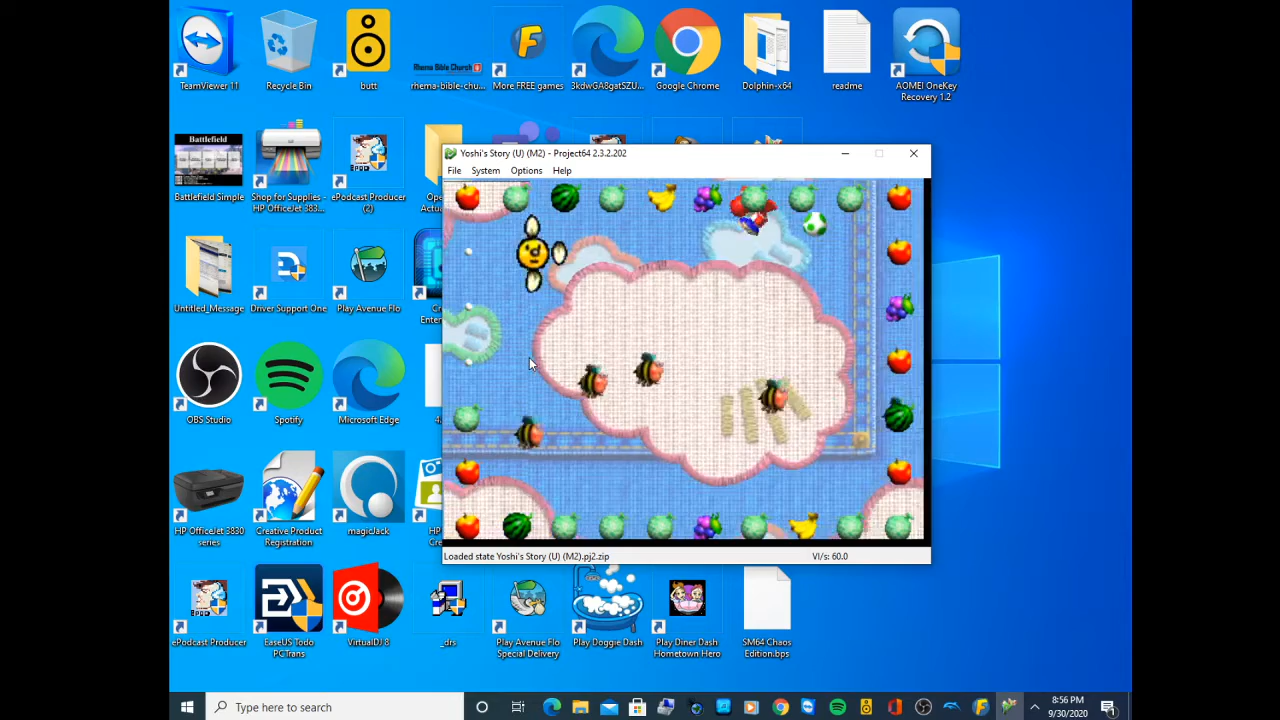 TeamViewer 11
Recycle Bin
butt
Rhema Bible Church
rhema-bible-chu...
More FREE games
3kdwGA8gatSZU...
Google Chrome
Dolphin-x64
readme
AOMEI OneKey
Recovery 1.2
Battlefield
Battlefield Simple
Shop for Supplies -
HP OfficeJet 383...
ePodcast Producer
(2)
Yoshi's Story (U) (M2) - Project64 2.3.2.202
File System Options Help
Untitled_Message
Driver Support One
Play Avenue Flo
OBS Studio
Spotify
Microsoft Edge
HP OfficeJet 3830
series
Creative Product
Registration
magicJack
Loaded state Yoshi's Story (U) (M2).pj2.zip
VI/s: 60.0
ePodcast Producer
EaseUS Todo
PCTrans
VirtualDJ 8
_drs
Play Avenue Flo
Special Delivery
Play Doggie Dash
Play Diner Dash
Hometown Hero
SM64 Chaos
Edition.bps
Type here to search
8:56 PM
9/30/2020